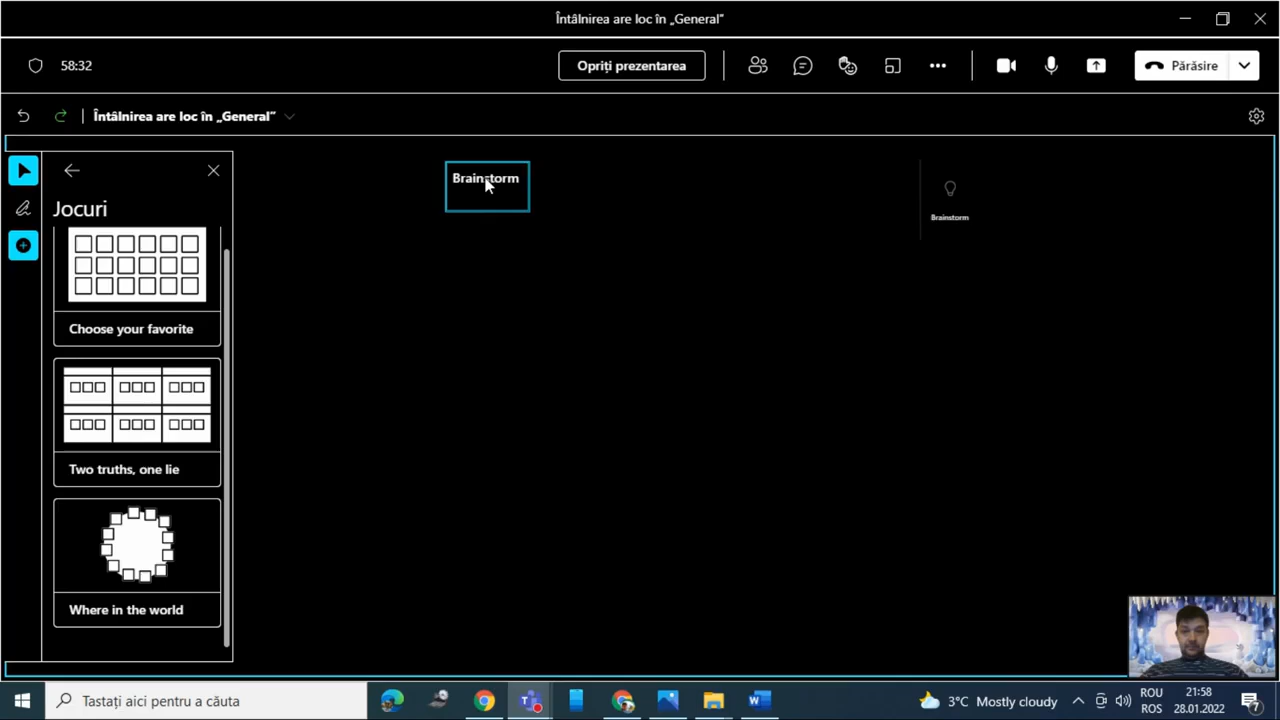 Întâlnirea are loc în „General”
58:32
Opriți prezentarea
Părăsire
Întâlnirea are loc în „General”
Jocuri
Choose your favorite
Two truths, one lie
Where in the world
Brainstorm
Brainstorm
Tastați aici pentru a căuta
3°C Mostly cloudy
ROU
ROS
21:58
28.01.2022
7